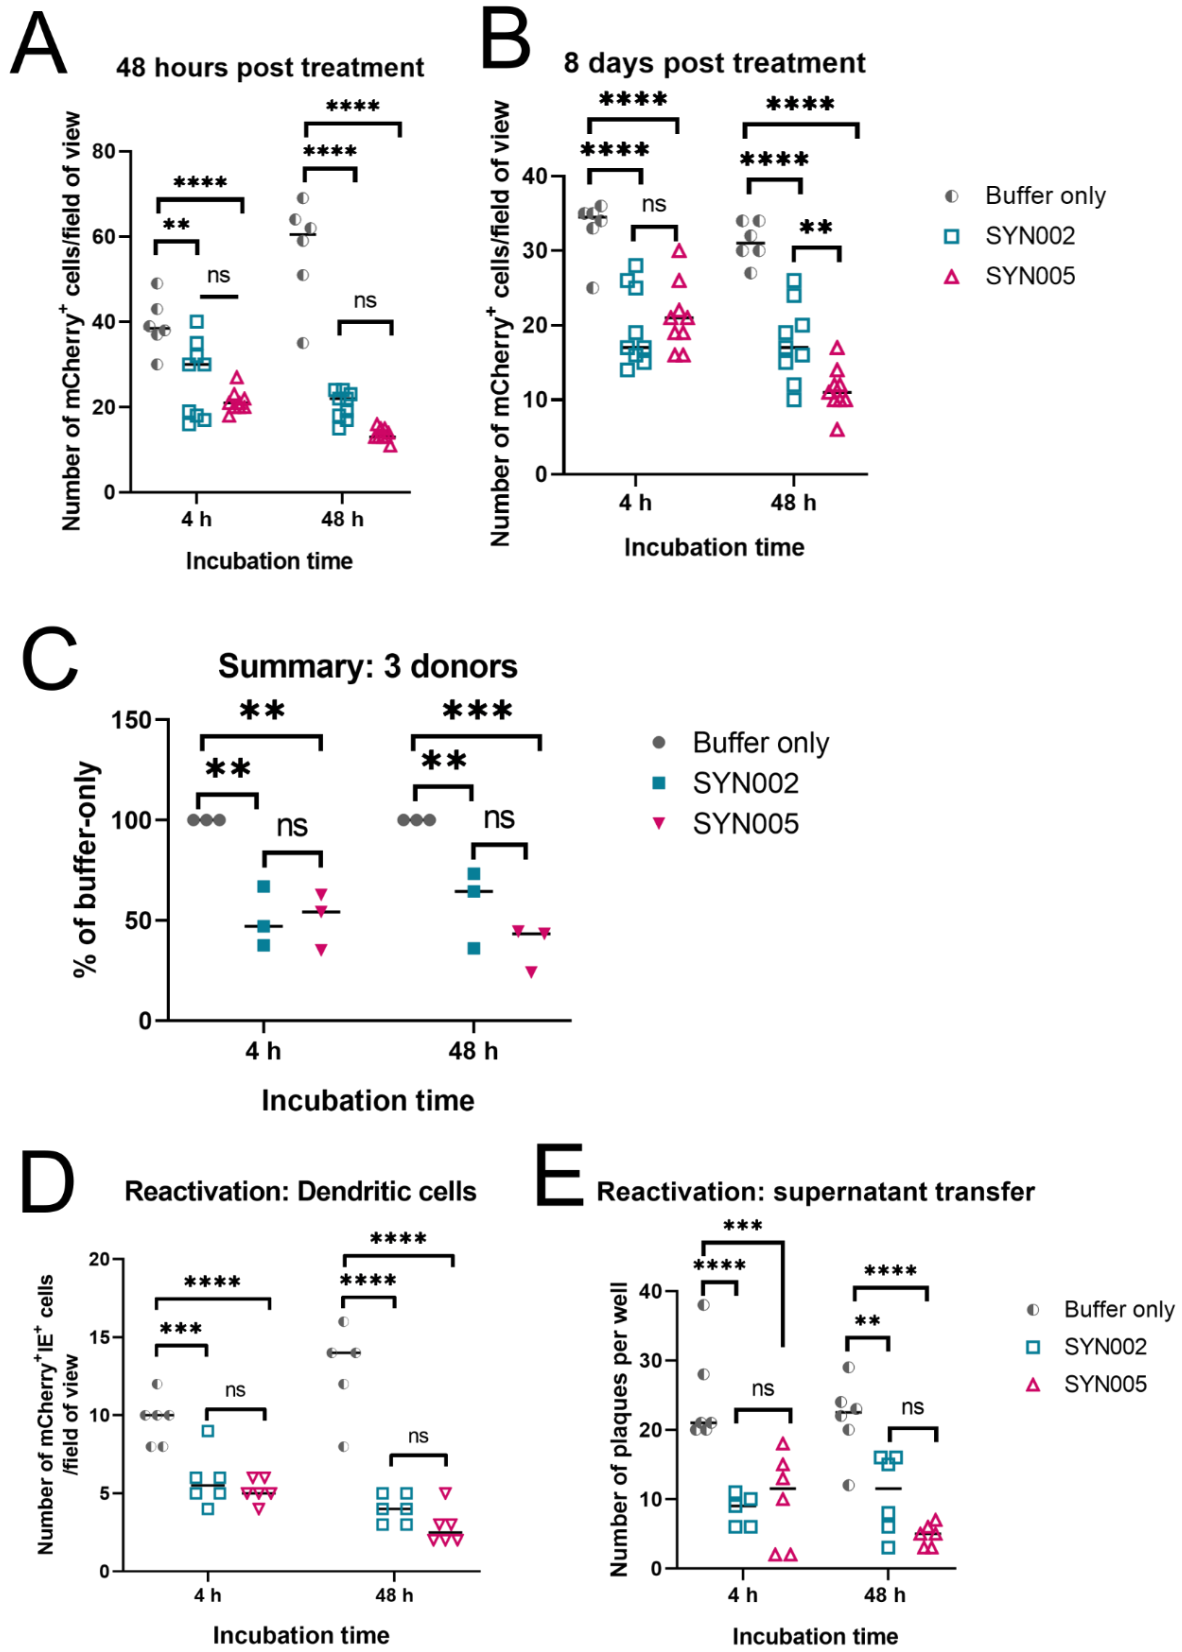 A
48 hours post treatment
Number of mCherry+ cells/field of view
80
60
40
20
0
****
**
ns
****
****
ns
4 h
48 h
Incubation time
B
8 days post treatment
Number of mCherry+ cells/field of view
40
30
20
10
0
****
****
ns
****
****
**
4 h
48 h
Incubation time
Buffer only
SYN002
SYN005
C
Summary: 3 donors
% of buffer-only
150
100
50
0
**
**
ns
***
**
ns
4 h
48 h
Incubation time
Buffer only
SYN002
SYN005
D
Reactivation: Dendritic cells
Number of mCherry+IE+ cells
/field of view
20
15
10
5
0
****
***
ns
****
****
ns
4 h
48 h
Incubation time
E
Reactivation: supernatant transfer
Number of plaques per well
40
30
20
10
0
***
****
ns
****
**
ns
4 h
48 h
Incubation time
Buffer only
SYN002
SYN005